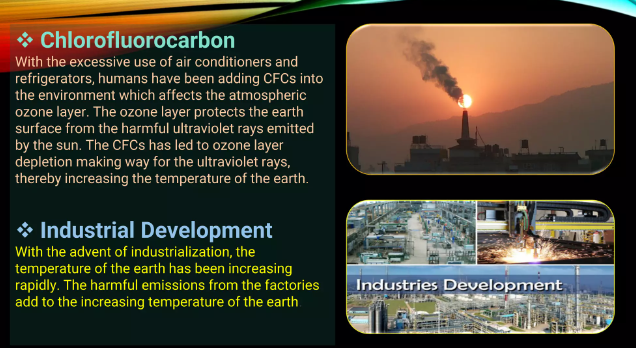 ❖ Chlorofluorocarbon
With the excessive use of air conditioners and
refrigerators, humans have been adding CFCs into
the environment which affects the atmospheric
ozone layer. The ozone layer protects the earth
surface from the harmful ultraviolet rays emitted
by the sun. The CFCs has led to ozone layer
depletion making way for the ultraviolet rays,
thereby increasing the temperature of the earth.
❖ Industrial Development
With the advent of industrialization, the
temperature of the earth has been increasing
rapidly. The harmful emissions from the factories
add to the increasing temperature of the earth
Industries Development